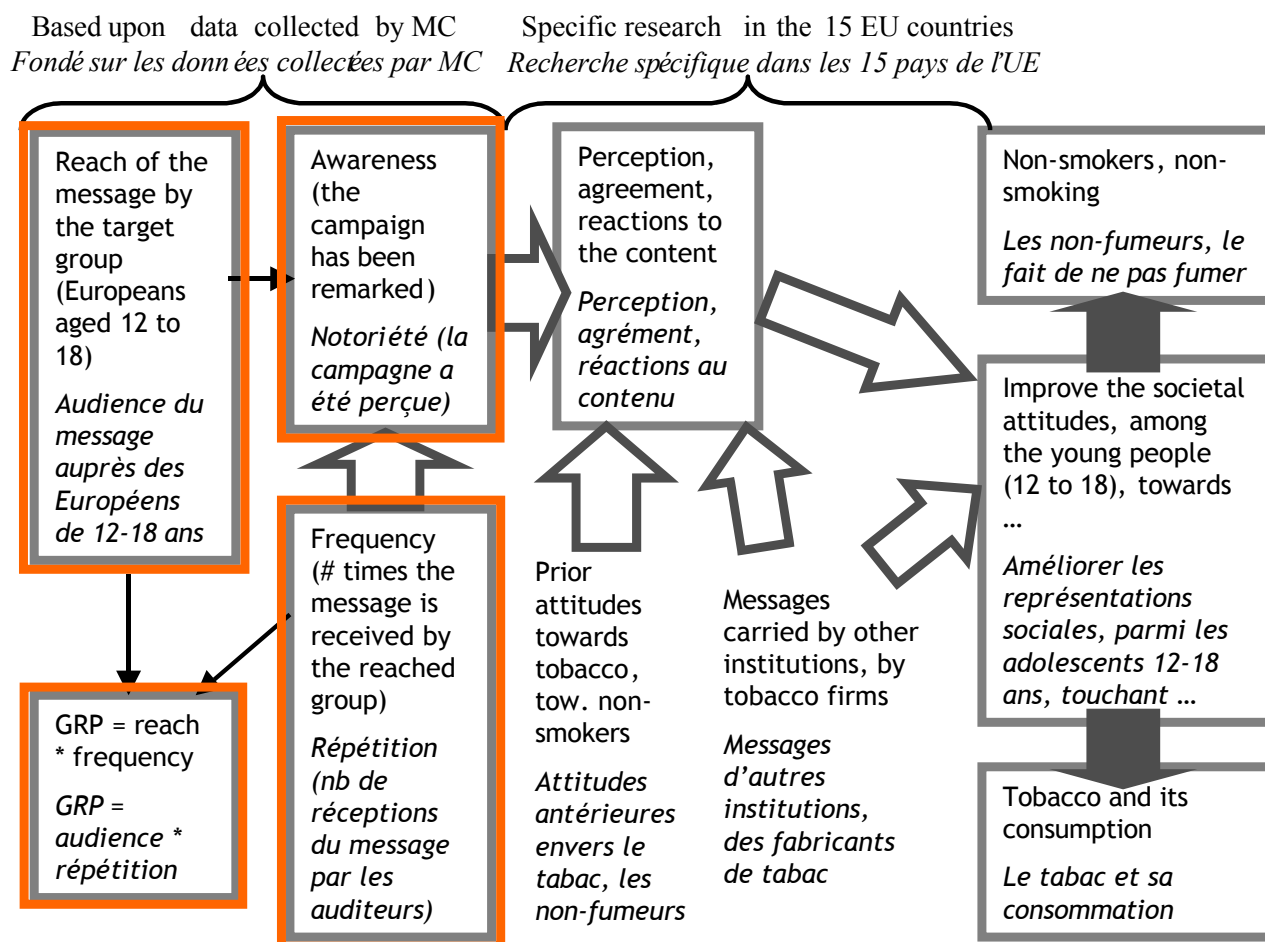 Based upon data collected by MC
Fondé sur les données collectées par MC
Specific research in the 15 EU countries
Recherche spécifique dans les 15 pays de l'UE
Reach of the
message by
the target
group
(Europeans
aged 12 to
18)
Audience du
message
auprès des
Européens
de 12-18 ans
Awareness
(the
campaign
has been
remarked)
Notoriété (la
campagne a
été perçue)
Perception,
agreement,
reactions to
the content
Perception,
agrément,
réactions au
contenu
Non-smokers, non-
smoking
Les non-fumeurs, le
fait de ne pas fumer
Improve the societal
attitudes, among
the young people
(12 to 18), towards
…
Améliorer les
représentations
sociales, parmi les
adolescents 12-18
ans, touchant …
GRP = reach
* frequency
GRP =
audience *
répétition
Frequency
(# times the
message is
received by
the reached
group)
Répétition
(nb de
réceptions
du message
par les
auditeurs)
Prior
attitudes
towards
tobacco,
tow. non-
smokers
Attitudes
antérieures
envers le
tabac, les
non-fumeurs
Messages
carried by other
institutions, by
tobacco firms
Messages
d'autres
institutions,
des fabricants
de tabac
Tobacco and its
consumption
Le tabac et sa
consommation